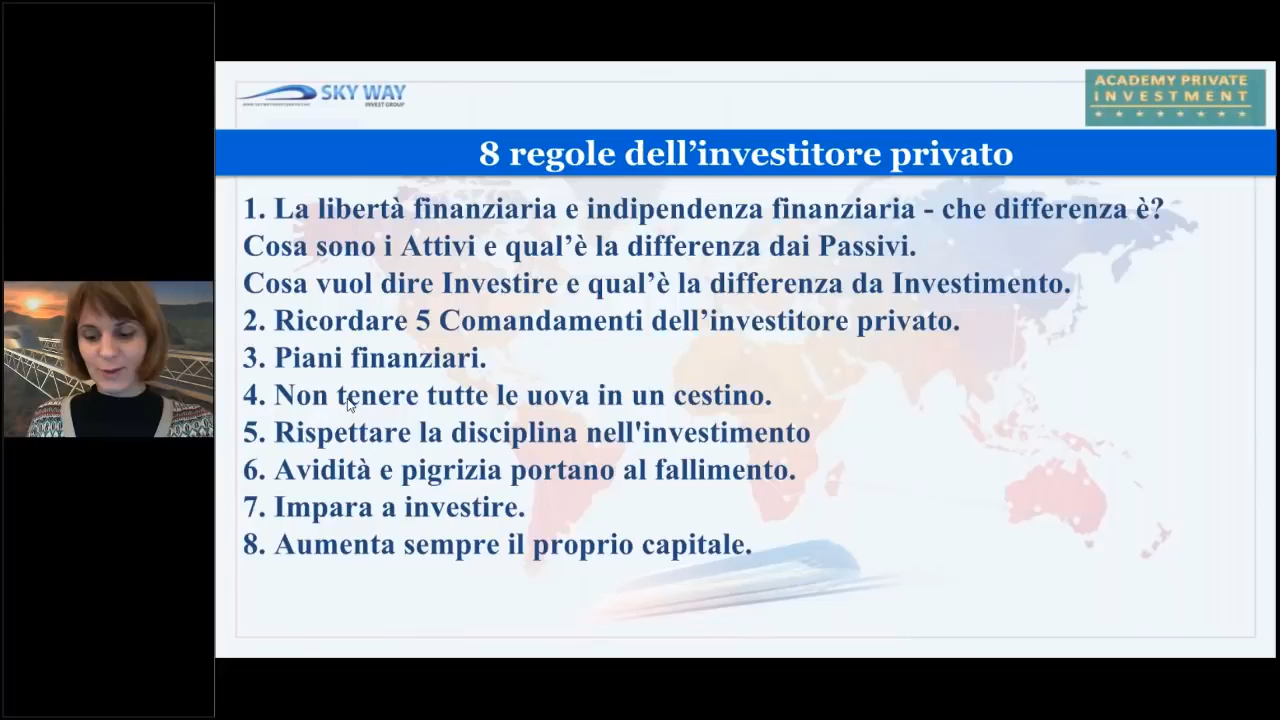 SKY WAY
INVEST GROUP
ACADEMY PRIVATE
INVESTMENT
8 regole dell’investitore privato
1. La libertà finanziaria e indipendenza finanziaria - che differenza è?
Cosa sono i Attivi e qual’è la differenza dai Passivi.
Cosa vuol dire Investire e qual’è la differenza da Investimento.
2. Ricordare 5 Comandamenti dell’investitore privato.
3. Piani finanziari.
4. Non tenere tutte le uova in un cestino.
5. Rispettare la disciplina nell'investimento
6. Avidità e pigrizia portano al fallimento.
7. Impara a investire.
8. Aumenta sempre il proprio capitale.